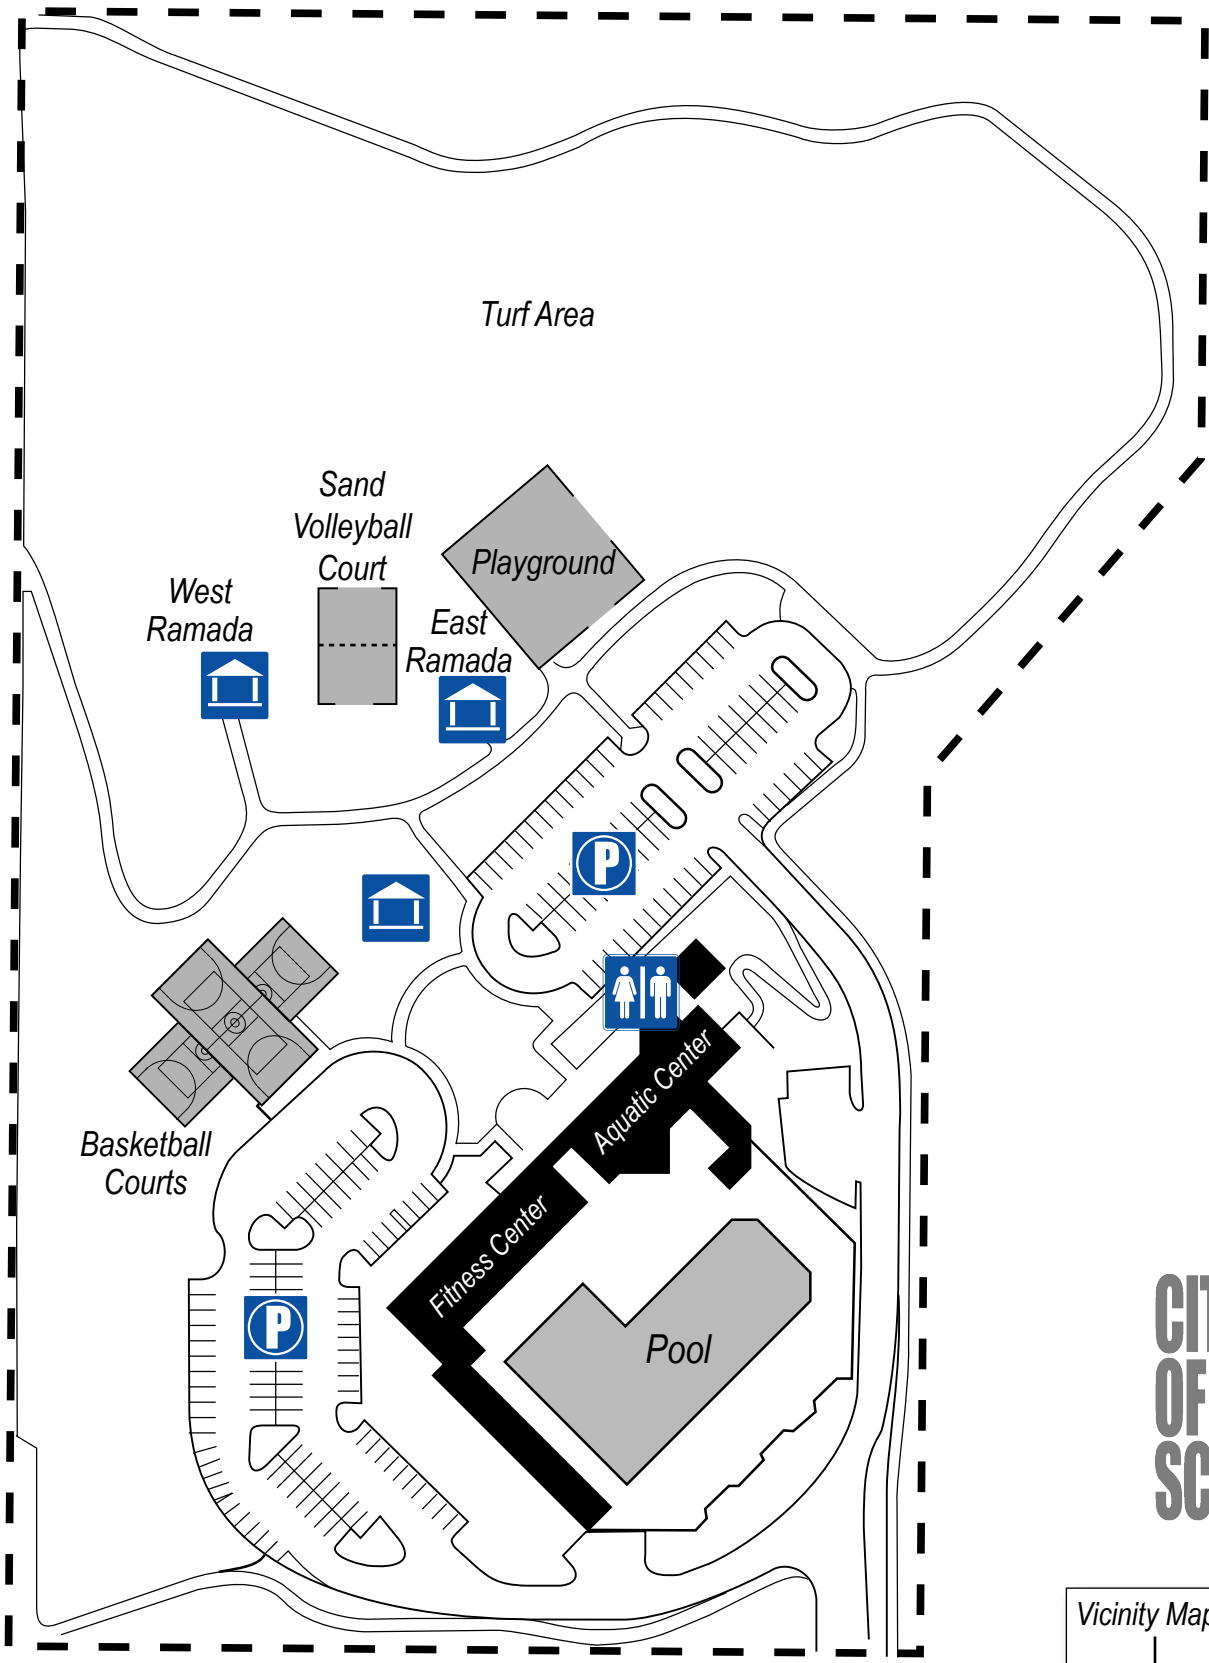 Turf Area
Sand
Volleyball
Court
Playground
West
Ramada
East
Ramada
P
Aquatic Center
Basketball
Courts
Fitness Center
P
Pool
OF
Vicinity Map